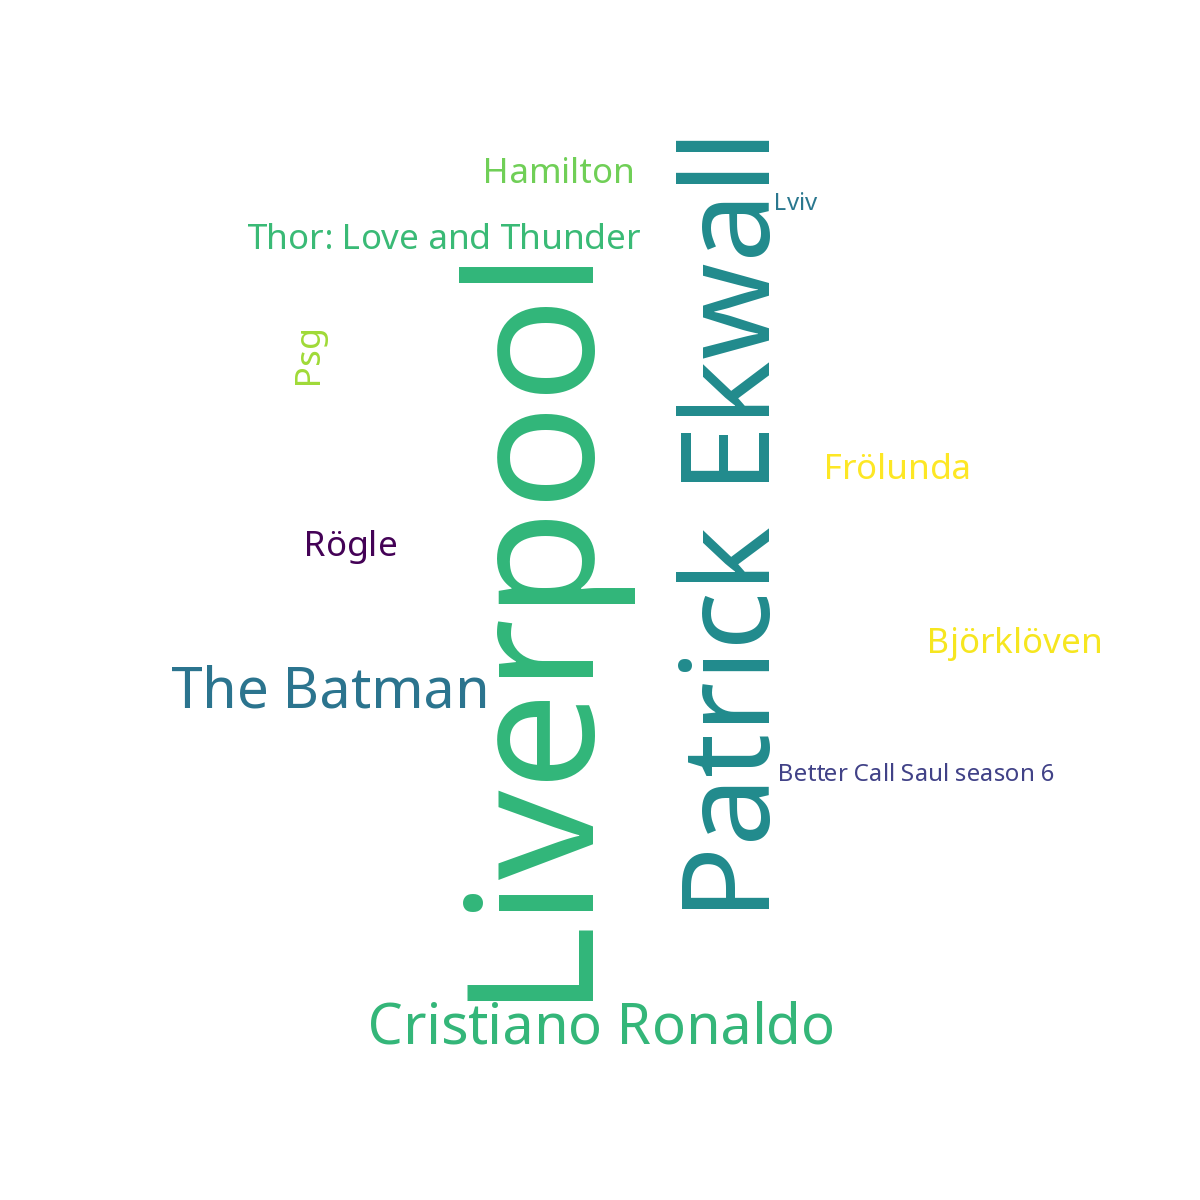 Hamilton
Lviv
Thor: Love and Thunder
Patrick Ekwall
Liverpool
Psg
Frölunda
Rögle
Björklöven
The Batman
Better Call Saul season 6
Cristiano Ronaldo